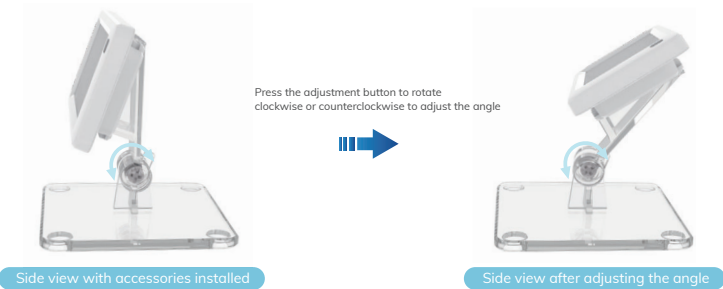 Press the adjustment button to rotate
clockwise or counterclockwise to adjust the angle
Side view with accessories installed
Side view after adjusting the angle